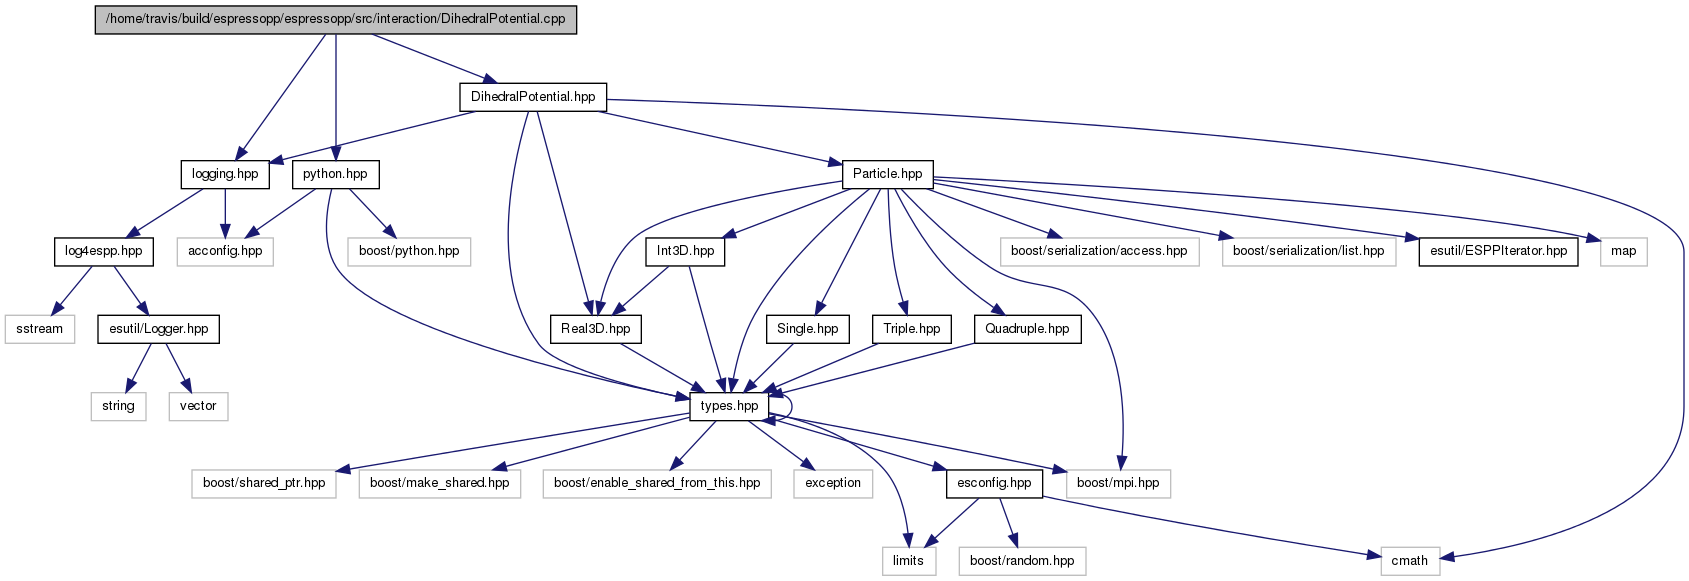 /home/travis/build/espressopp/espressopp/src/interaction/DihedralPotential.cpp
DihedralPotential.hpp
logging.hpp
python.hpp
Particle.hpp
log4espp.hpp
acconfig.hpp
boost/python.hpp
Int3D.hpp
boost/serialization/access.hpp
boost/serialization/list.hpp
esutil/ESPPIterator.hpp
map
sstream
esutil/Logger.hpp
Real3D.hpp
Single.hpp
Triple.hpp
Quadruple.hpp
string
vector
types.hpp
boost/shared_ptr.hpp
boost/make_shared.hpp
boost/enable_shared_from_this.hpp
exception
esconfig.hpp
boost/mpi.hpp
limits
boost/random.hpp
cmath